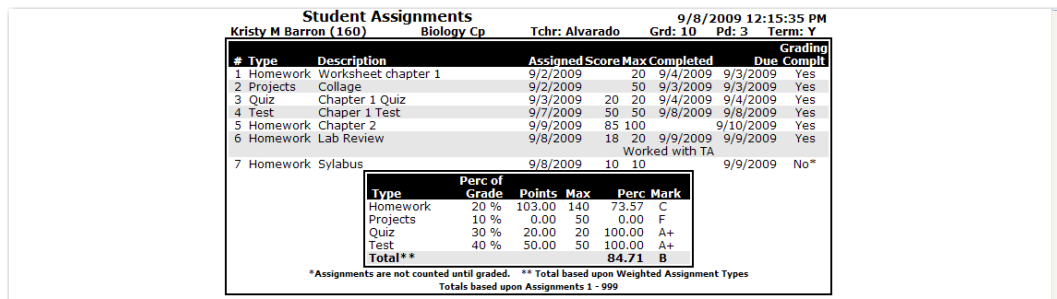 Student Assignments 9/8/2009 12:15:35 PM
Kristy M Barron (160) Biology Cp Tchr: Alvarado Grd: 10 Pd: 3 Term: Y
Grading
# Type Description Assigned Score Max Completed Due Complt
1 Homework Worksheet chapter 1 9/2/2009 20 9/4/2009 9/3/2009 Yes
2 Projects Collage 9/2/2009 50 9/3/2009 9/3/2009 Yes
3 Quiz Chapter 1 Quiz 9/3/2009 20 20 9/4/2009 9/4/2009 Yes
4 Test Chaper 1 Test 9/7/2009 50 50 9/8/2009 9/8/2009 Yes
5 Homework Chapter 2 9/9/2009 85 100 9/10/2009 Yes
6 Homework Lab Review 9/8/2009 18 20 9/9/2009 9/9/2009 Yes
Worked with TA
7 Homework Sylabus 9/8/2009 10 10 9/9/2009 No*
Perc of
Type Grade Points Max Perc Mark
Homework 20 % 103.00 140 73.57 C
Projects 10 % 0.00 50 0.00 F
Quiz 30 % 20.00 20 100.00 A+
Test 40 % 50.00 50 100.00 A+
Total** 84.71 B
*Assignments are not counted until graded. ** Total based upon Weighted Assignment Types
Totals based upon Assignments 1 - 999